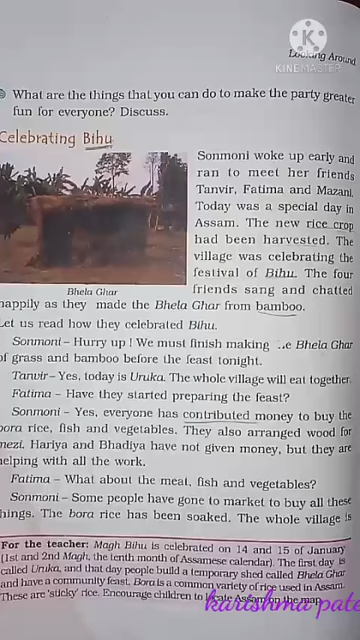 Looking Around
KINEMASTER
What are the things that you can do to make the party greater
fun for everyone? Discuss.
Celebrating Bihu
Sonmoni woke up early and
ran to meet her friends
Tanvir, Fatima and Mazani.
Today was a special day in
Assam. The new rice crop
had been harvested. The
village was celebrating the
festival of Bihu. The four
friends sang and chatted
Bhela Ghar
happily as they made the Bhela Ghar from bamboo.
Let us read how they celebrated Bihu.
Sonmoni – Hurry up! We must finish making Bhela Ghar
of grass and bamboo before the feast tonight.
Tanvir – Yes, today is Uruka. The whole village will eat together.
Fatima – Have they started preparing the feast?
Sonmoni – Yes, everyone has contributed money to buy the
bora rice, fish and vegetables. They also arranged wood for
mezi. Hariya and Bhadiya have not given money, but they are
helping with all the work.
Fatima – What about the meat, fish and vegetables?
Sonmoni – Some people have gone to market to buy all these
things. The bora rice has been soaked. The whole village is
For the teacher: Magh Bihu is celebrated on 14 and 15 of January
(1st and 2nd Magh, the tenth month of Assamese calendar). The first day is
called Uruka, and that day people build a temporary shed called Bhela Ghar
and have a community feast. Bora is a common variety of rice used in Assam.
These are 'sticky' rice. Encourage children to locate Assam on the map.
karishma pate